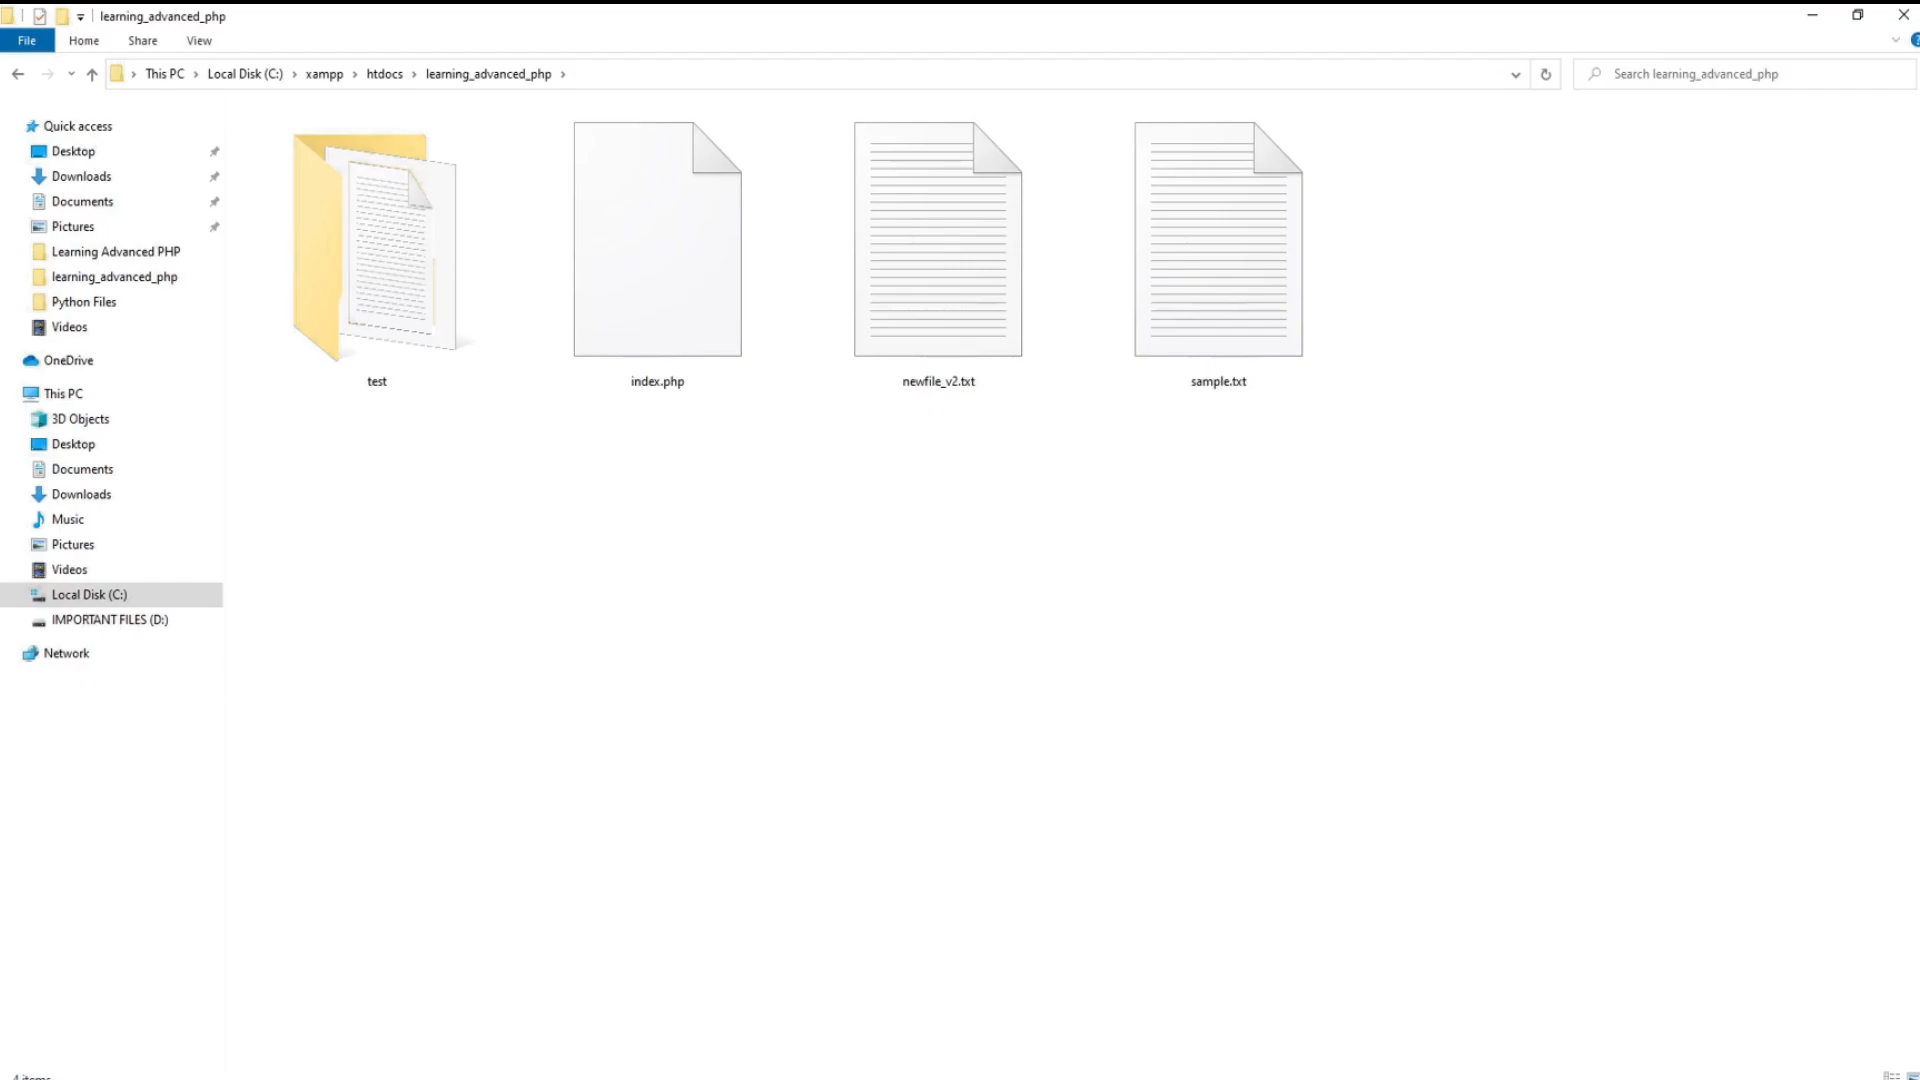 learning_advanced_php
File Home Share View
This PC Local Disk (C:) xampp htdocs learning_advanced_php
Search learning_advanced_php
Quick access
Desktop
Downloads
Documents
Pictures
Learning Advanced PHP
learning_advanced_php
Python Files
Videos
OneDrive
This PC
3D Objects
Desktop
Documents
Downloads
Music
Pictures
Videos
Local Disk (C:)
IMPORTANT FILES (D:)
Network
test index.php newfile_v2.txt sample.txt
4 items